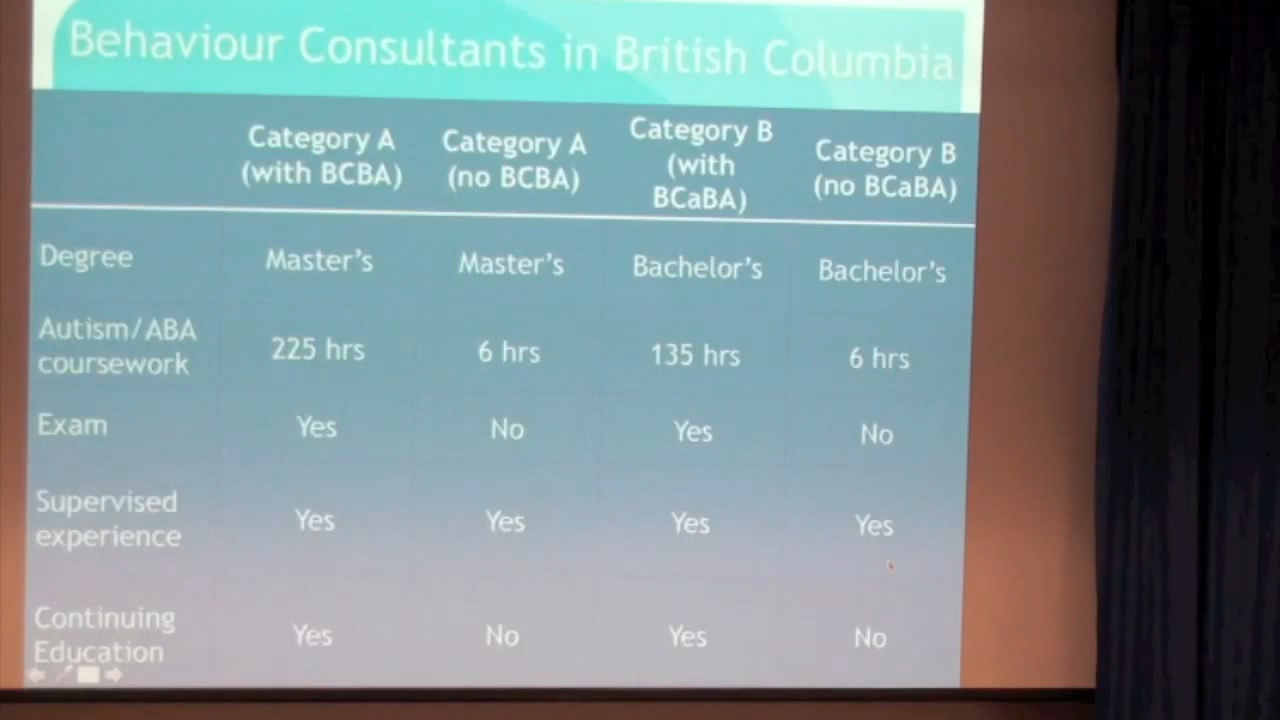 Behaviour Consultants in British Columbia
Category A (with BCBA) Category A (no BCBA) Category B (with BCaBA) Category B (no BCaBA)
Degree Master's Master's Bachelor's Bachelor's
Autism/ABA coursework 225 hrs 6 hrs 135 hrs 6 hrs
Exam Yes No Yes No
Supervised experience Yes Yes Yes Yes
Continuing Education Yes No Yes No